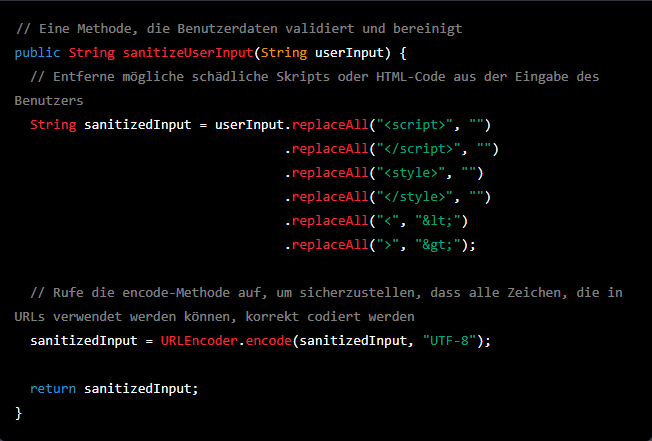 // Eine Methode, die Benutzerdaten validiert und bereinigt
public String sanitizeUserInput(String userInput) {
  // Entferne mögliche schädliche Skripts oder HTML-Code aus der Eingabe des
Benutzers
  String sanitizedInput = userInput.replaceAll("<script>", "")
                                   .replaceAll("</script>", "")
                                   .replaceAll("<style>", "")
                                   .replaceAll("</style>", "")
                                   .replaceAll("<", "&lt;")
                                   .replaceAll(">", "&gt;");

  // Rufe die encode-Methode auf, um sicherzustellen, dass alle Zeichen, die in
URLs verwendet werden können, korrekt codiert werden
  sanitizedInput = URLEncoder.encode(sanitizedInput, "UTF-8");

  return sanitizedInput;
}